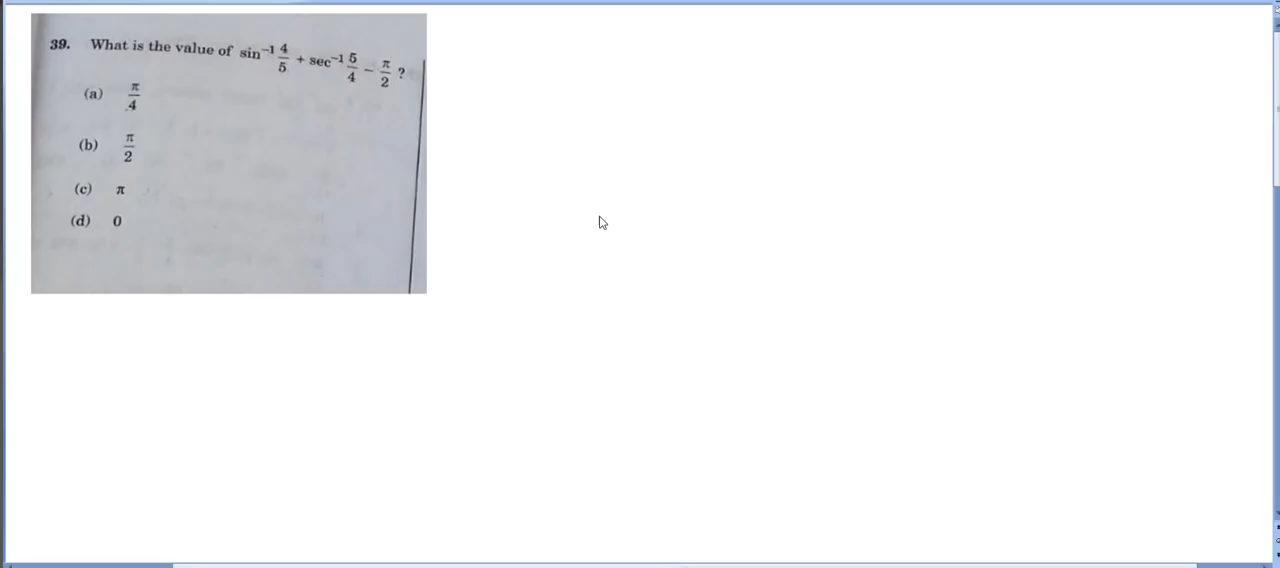 39. What is the value of sin⁻¹ 4/5 + sec⁻¹ 5/4 − π/2 ?
(a) π/4
(b) π/2
(c) π
(d) 0